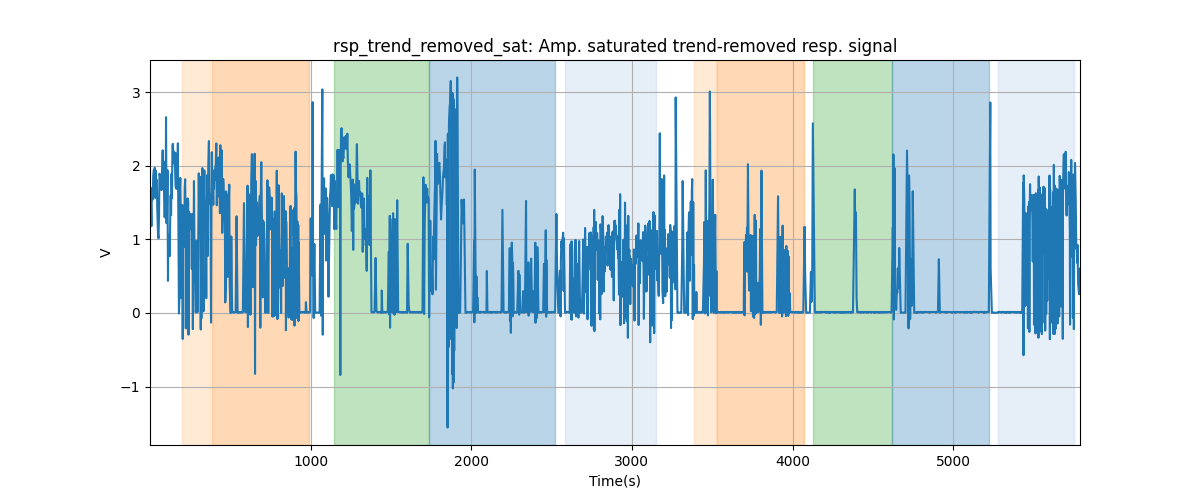 rsp_trend_removed_sat: Amp. saturated trend-removed resp. signal
3
2
1
0
−1
V
1000 2000 3000 4000 5000
Time(s)